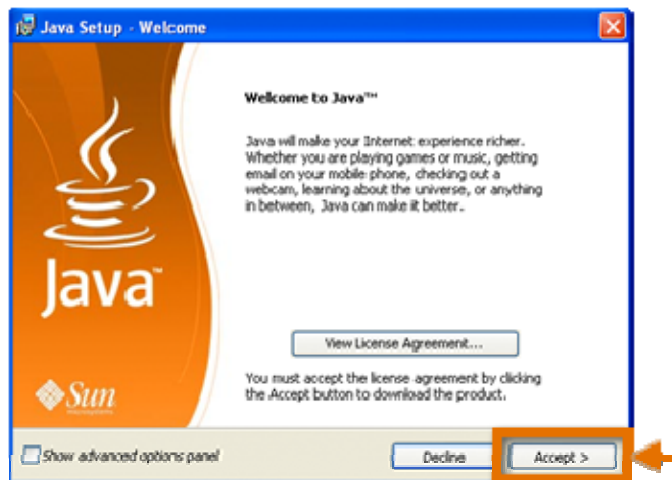 Java Setup - Welcome
Welcome to Java™
Java will make your Internet experience richer.
Whether you are playing games or music, getting
email on your mobile phone, checking out a
webcam, learning about the universe, or anything
in between, Java can make it better..
Java™
View License Agreement...
You must accept the license agreement by clicking
the Accept button to download the product.
Sun
microsystems
Show advanced options panel
Decline
Accept >